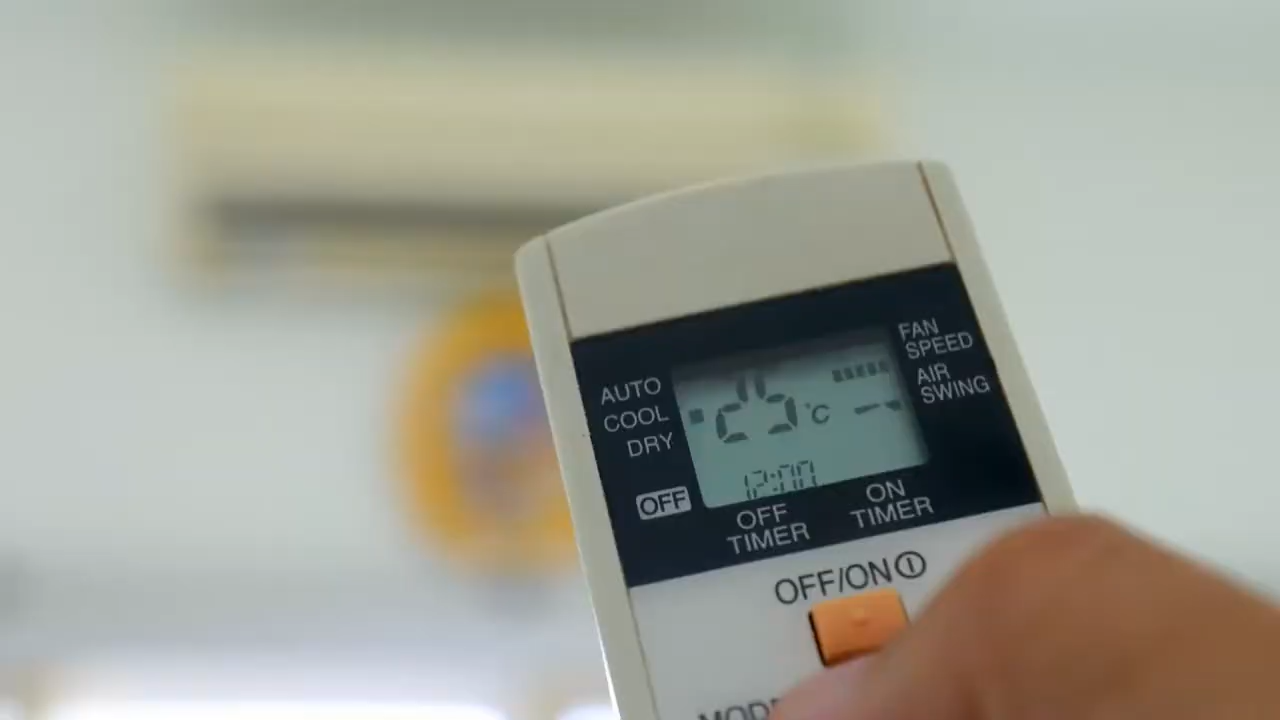 AUTO
COOL
DRY
OFF
25°C
12:00
FAN
SPEED
AIR
SWING
OFF
TIMER
ON
TIMER
OFF/ON